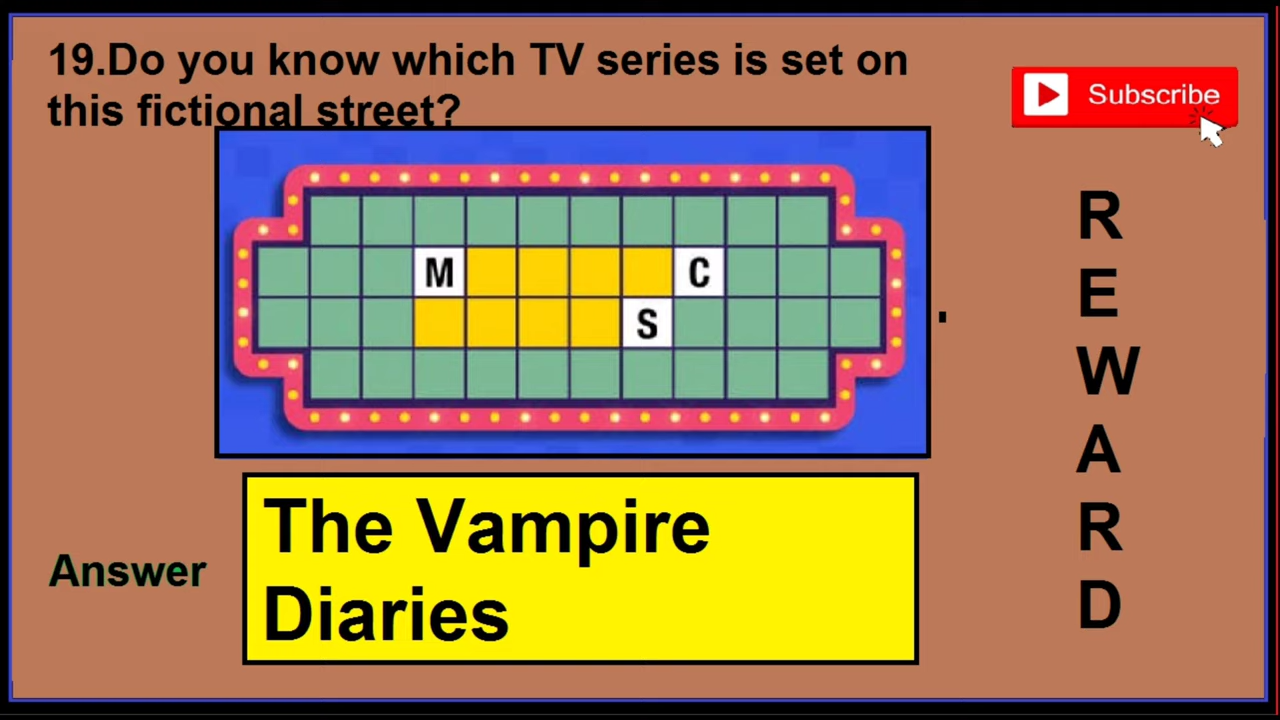 19.Do you know which TV series is set on
this fictional street?
Subscribe
M C
S
.
Answer
The Vampire
Diaries
R
E
W
A
R
D